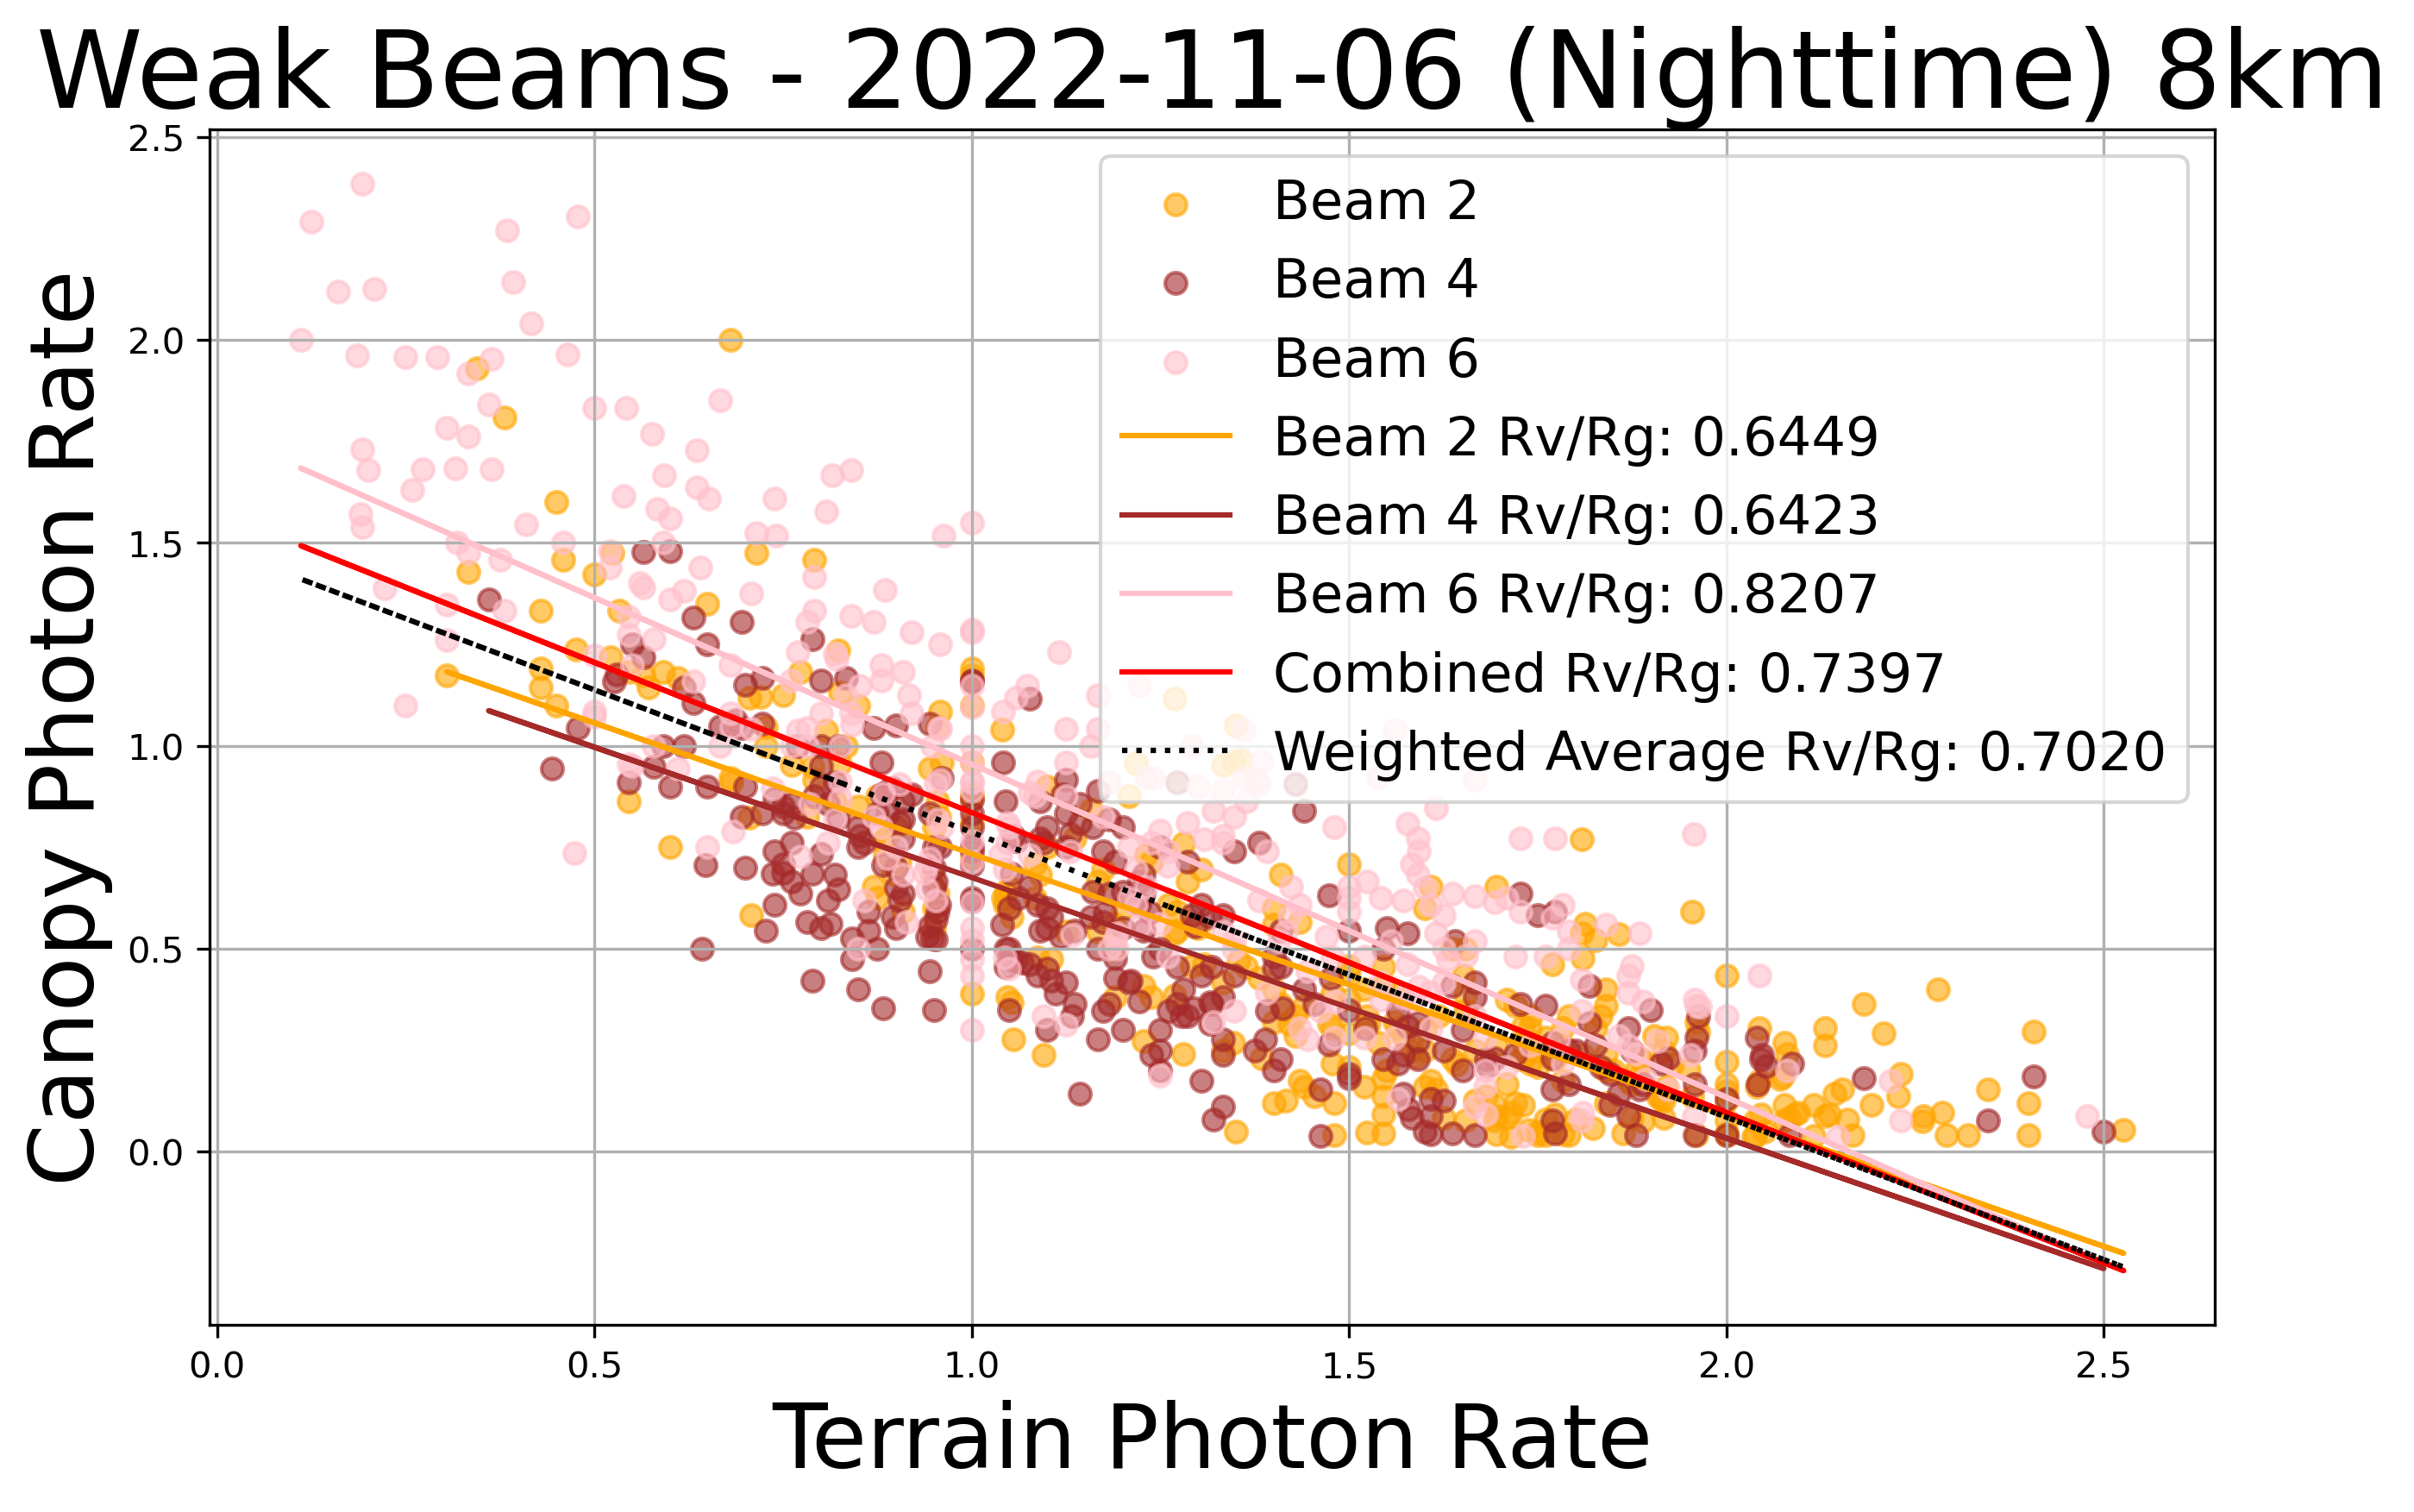 Weak Beams - 2022-11-06 (Nighttime) 8km
Canopy Photon Rate
2.5
2.0
1.5
1.0
0.5
0.0
Beam 2
Beam 4
Beam 6
Beam 2 Rv/Rg: 0.6449
Beam 4 Rv/Rg: 0.6423
Beam 6 Rv/Rg: 0.8207
Combined Rv/Rg: 0.7397
Weighted Average Rv/Rg: 0.7020
0.0 0.5 1.0 1.5 2.0 2.5
Terrain Photon Rate